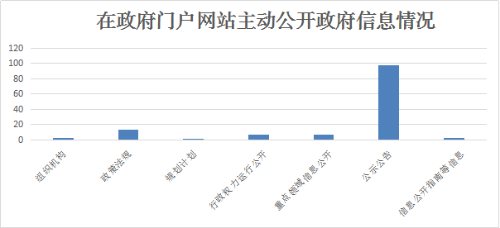 在政府门户网站主动公开政府信息情况
120
100
80
60
40
20
0
组织机构
政策法规
规划计划
行政权力运行公开
重点领域信息公开
公示公告
信息公开指南等信息